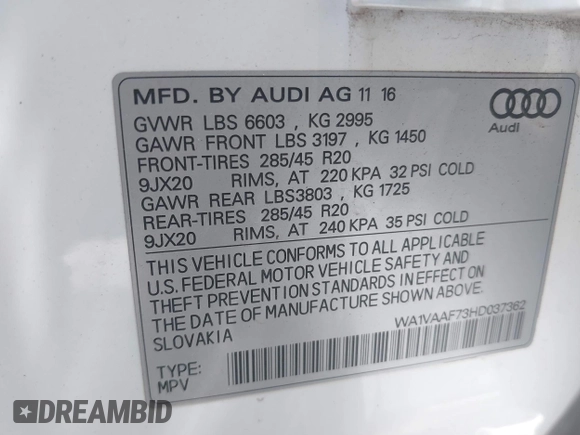 MFD. BY AUDI AG 11 16
GVWR LBS 6603 , KG 2995
GAWR FRONT LBS 3197 , KG 1450
FRONT-TIRES 285/45 R20
9JX20 RIMS, AT 220 KPA 32 PSI COLD
GAWR REAR LBS3803 , KG 1725
REAR-TIRES 285/45 R20
9JX20 RIMS, AT 240 KPA 35 PSI COLD
THIS VEHICLE CONFORMS TO ALL APPLICABLE
U.S. FEDERAL MOTOR VEHICLE SAFETY AND
THEFT PREVENTION STANDARDS IN EFFECT ON
THE DATE OF MANUFACTURE SHOWN ABOVE.
SLOVAKIA
WA1VAAF73HD037362
TYPE:
MPV
Audi
DREAMBID